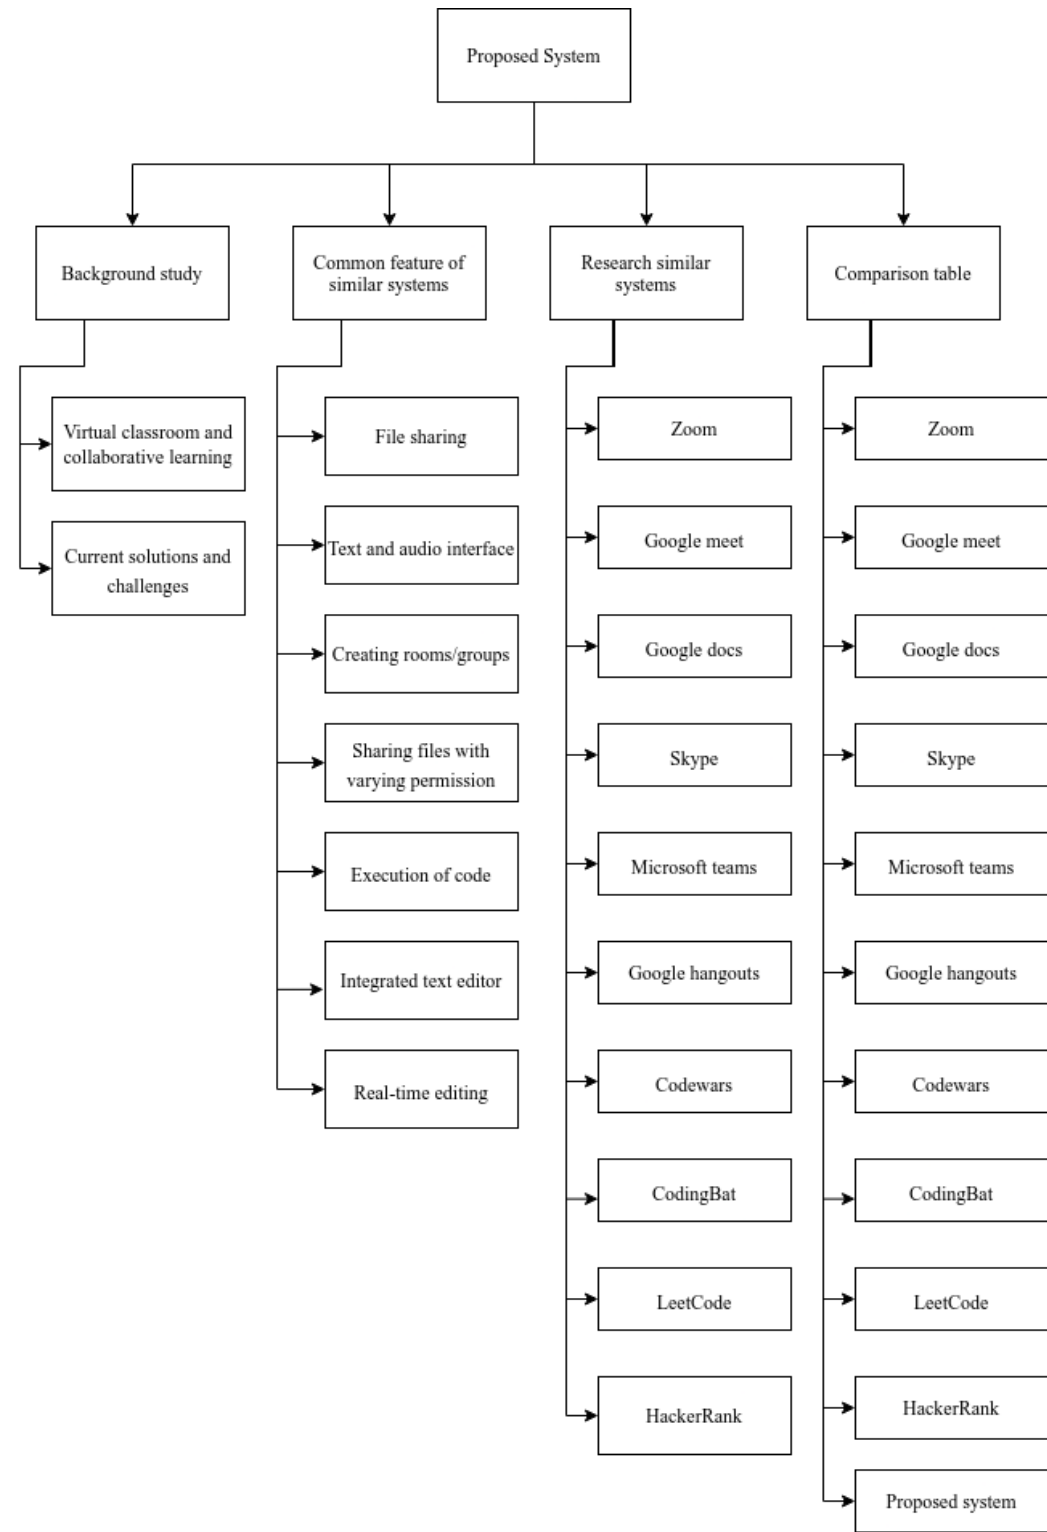 Proposed System
Background study
Common feature of
similar systems
Research similar
systems
Comparison table
Virtual classroom and
collaborative learning
Current solutions and
challenges
File sharing
Text and audio interface
Creating rooms/groups
Sharing files with
varying permission
Execution of code
Integrated text editor
Real-time editing
Zoom
Google meet
Google docs
Skype
Microsoft teams
Google hangouts
Codewars
CodingBat
LeetCode
HackerRank
Zoom
Google meet
Google docs
Skype
Microsoft teams
Google hangouts
Codewars
CodingBat
LeetCode
HackerRank
Proposed system